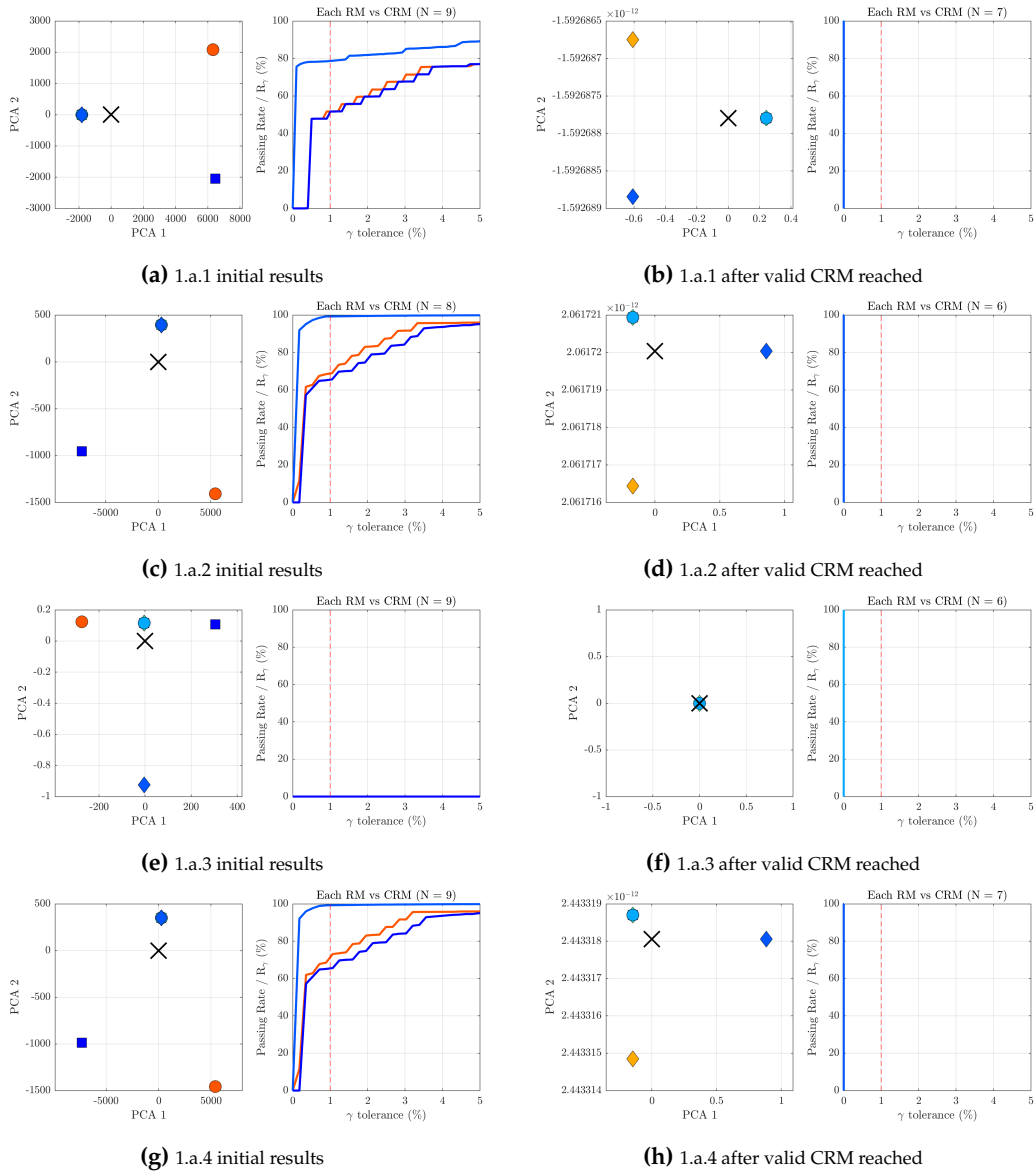 Each RM vs CRM (N = 9)
3000
2000
1000
0
-1000
-2000
-3000
PCA 2
-2000 0 2000 4000 6000 8000
PCA 1
100
80
60
40
20
0
Passing Rate / Rγ (%)
0 1 2 3 4 5
γ tolerance (%)
(a) 1.a.1 initial results
×10-12
Each RM vs CRM (N = 7)
-1.5926865
-1.592687
-1.5926875
-1.592688
-1.5926885
-1.592689
PCA 2
-0.6 -0.4 -0.2 0 0.2 0.4
PCA 1
100
80
60
40
20
0
Passing Rate / Rγ (%)
0 1 2 3 4 5
γ tolerance (%)
(b) 1.a.1 after valid CRM reached
Each RM vs CRM (N = 8)
500
0
-500
-1000
-1500
PCA 2
-5000 0 5000
PCA 1
100
80
60
40
20
0
Passing Rate / Rγ (%)
0 1 2 3 4 5
γ tolerance (%)
(c) 1.a.2 initial results
×10-12
Each RM vs CRM (N = 6)
2.061721
2.06172
2.061719
2.061718
2.061717
2.061716
PCA 2
0 1
PCA 1
100
80
60
40
20
0
Passing Rate / Rγ (%)
0 1 2 3 4 5
γ tolerance (%)
(d) 1.a.2 after valid CRM reached
Each RM vs CRM (N = 9)
0.2
0
-0.2
-0.4
-0.6
-0.8
-1
PCA 2
-200 0 200 400
PCA 1
100
80
60
40
20
0
Passing Rate / Rγ (%)
0 1 2 3 4 5
γ tolerance (%)
(e) 1.a.3 initial results
Each RM vs CRM (N = 6)
1
0.5
0
-0.5
-1
PCA 2
-1 -0.5 0 0.5 1
PCA 1
100
80
60
40
20
0
Passing Rate / Rγ (%)
0 1 2 3 4 5
γ tolerance (%)
(f) 1.a.3 after valid CRM reached
Each RM vs CRM (N = 9)
500
0
-500
-1000
-1500
PCA 2
-5000 0 5000
PCA 1
100
80
60
40
20
0
Passing Rate / Rγ (%)
0 1 2 3 4 5
γ tolerance (%)
(g) 1.a.4 initial results
×10-12
Each RM vs CRM (N = 7)
2.443319
2.443318
2.443317
2.443316
2.443315
2.443314
PCA 2
0 1
PCA 1
100
80
60
40
20
0
Passing Rate / Rγ (%)
0 1 2 3 4 5
γ tolerance (%)
(h) 1.a.4 after valid CRM reached